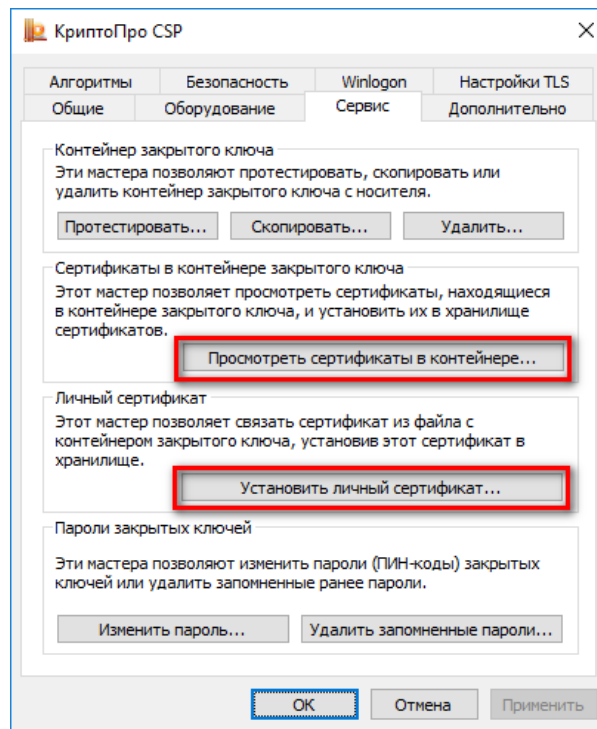 КриптоПро CSP
Алгоритмы Безопасность Winlogon Настройки TLS
Общие Оборудование Сервис Дополнительно
Контейнер закрытого ключа
Эти мастера позволяют протестировать, скопировать или
удалить контейнер закрытого ключа с носителя.
Протестировать... Скопировать... Удалить...
Сертификаты в контейнере закрытого ключа
Этот мастер позволяет просмотреть сертификаты, находящиеся
в контейнере закрытого ключа, и установить их в хранилище
сертификатов.
Просмотреть сертификаты в контейнере...
Личный сертификат
Этот мастер позволяет связать сертификат из файла с
контейнером закрытого ключа, установив этот сертификат в
хранилище.
Установить личный сертификат...
Пароли закрытых ключей
Эти мастера позволяют изменить пароли (ПИН-коды) закрытых
ключей или удалить запомненные ранее пароли.
Изменить пароль... Удалить запомненные пароли...
ОК Отмена Применить